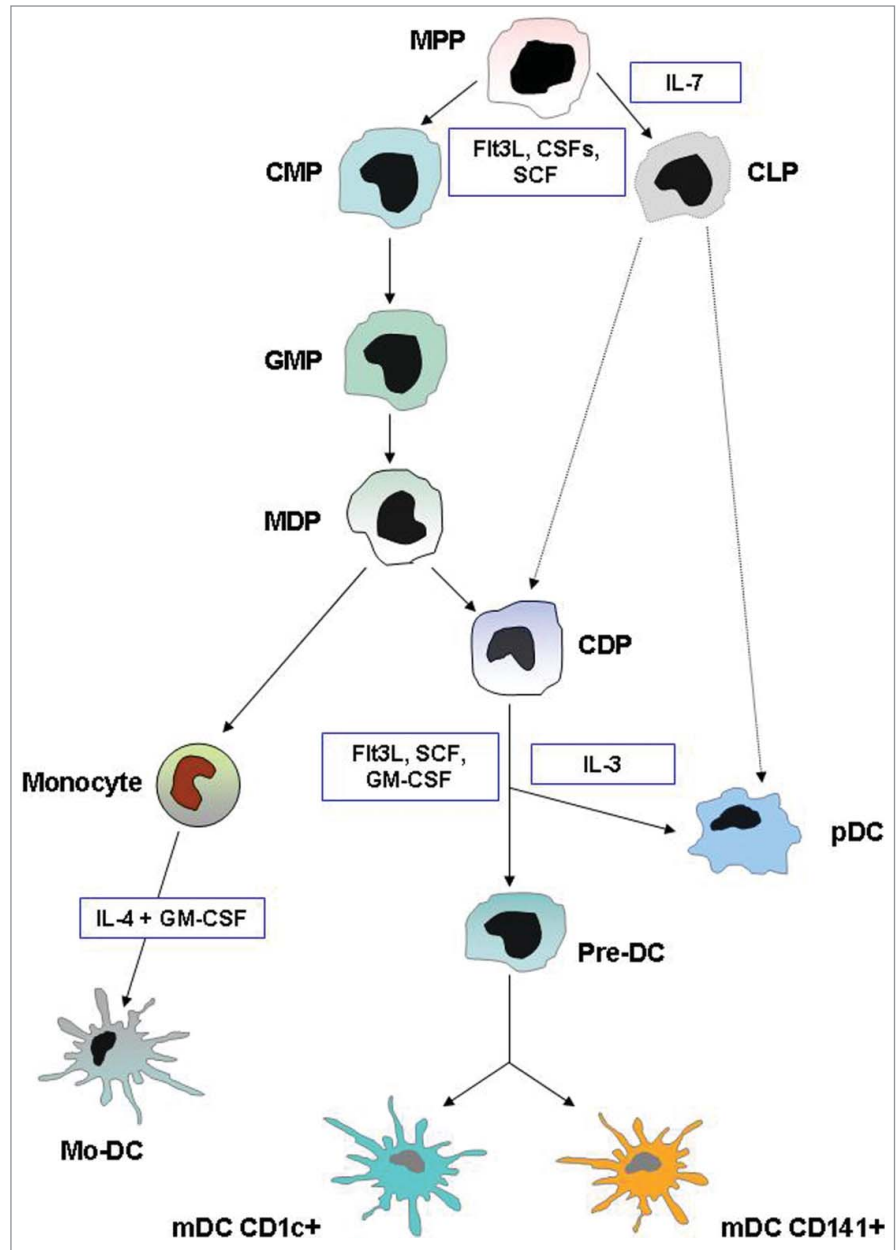 MPP
IL-7
CMP
Flt3L, CSFs,
SCF
CLP
GMP
MDP
CDP
Flt3L, SCF,
GM-CSF
IL-3
Monocyte
pDC
IL-4 + GM-CSF
Pre-DC
Mo-DC
mDC CD1c+
mDC CD141+